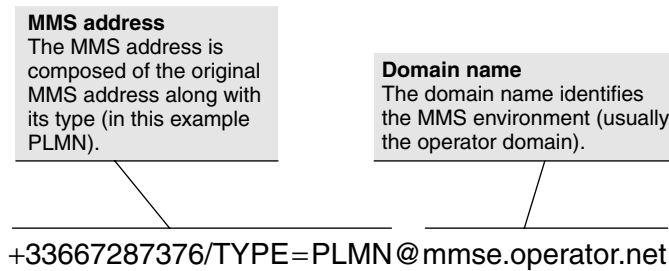 MMS address
The MMS address is
composed of the original
MMS address along with
its type (in this example
PLMN).
Domain name
The domain name identifies
the MMS environment (usually
the operator domain).
+33667287376/TYPE=PLMN@mmse.operator.net